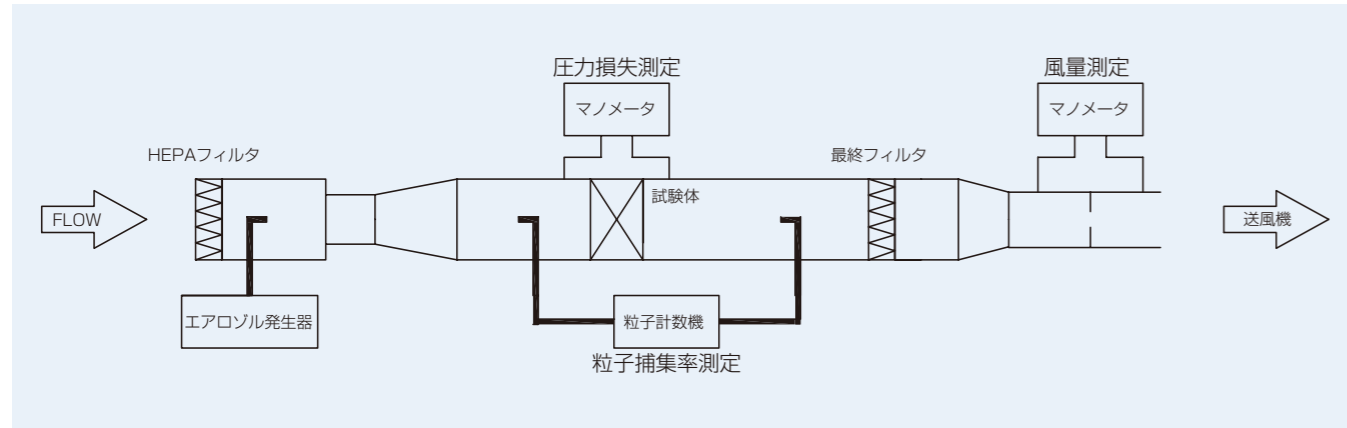 圧力損失測定
風量測定
マノメータ
マノメータ
HEPAフィルタ
最終フィルタ
試験体
FLOW
送風機
エアロゾル発生器
粒子計数機
粒子捕集率測定